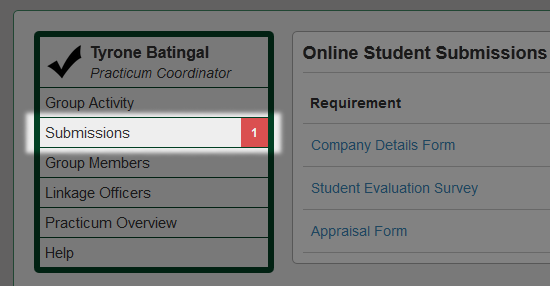 Tyrone Batingal
Practicum Coordinator
Group Activity
Submissions 1
Group Members
Linkage Officers
Practicum Overview
Help
Online Student Submissions
Requirement
Company Details Form
Student Evaluation Survey
Appraisal Form